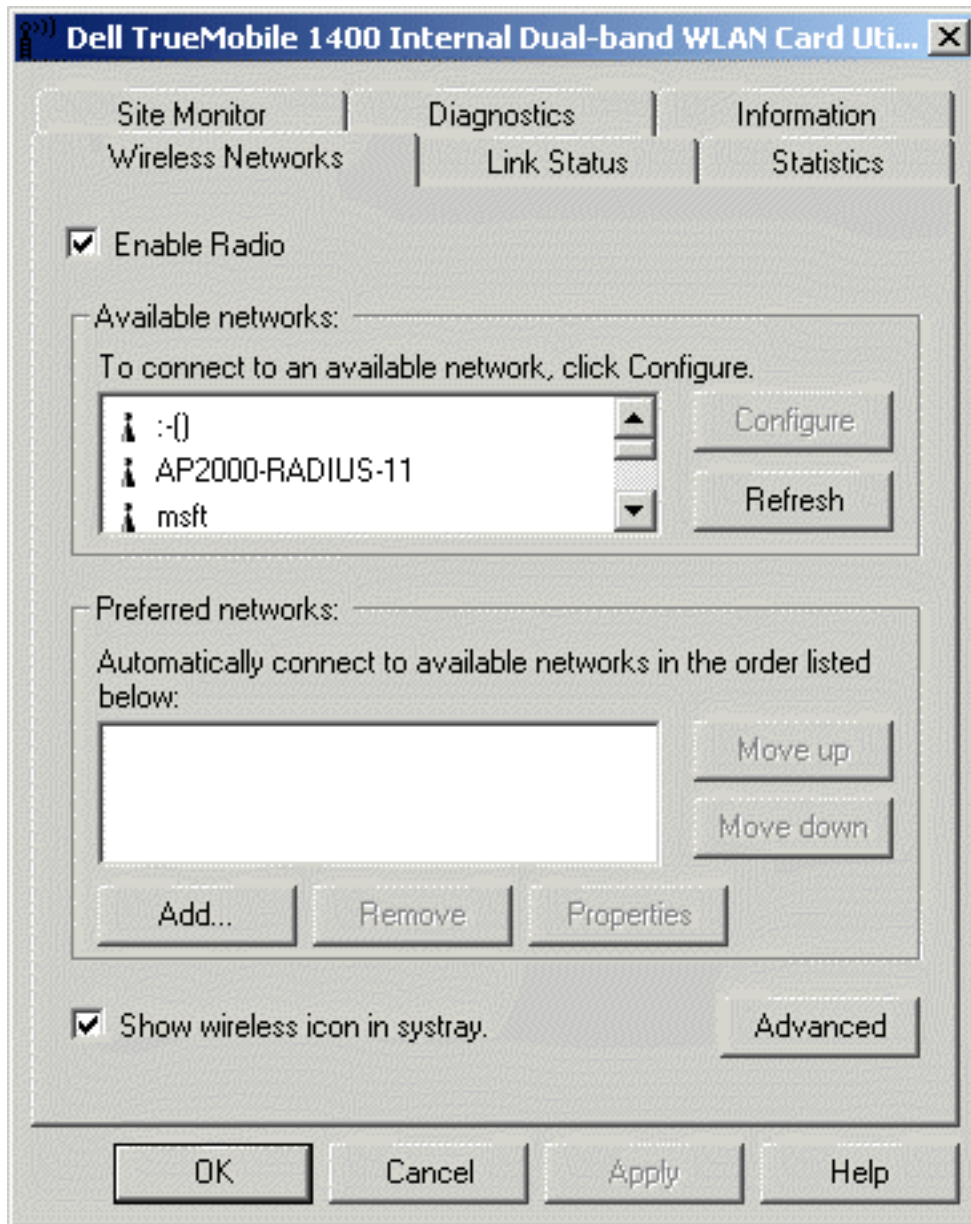 Dell TrueMobile 1400 Internal Dual-band WLAN Card Uti...
Site Monitor
Diagnostics
Information
Wireless Networks
Link Status
Statistics
Enable Radio
Available networks:
To connect to an available network, click Configure.
:-()
AP2000-RADIUS-11
msft
Configure
Refresh
Preferred networks:
Automatically connect to available networks in the order listed
below:
Move up
Move down
Add...
Remove
Properties
Show wireless icon in systray.
Advanced
OK
Cancel
Apply
Help